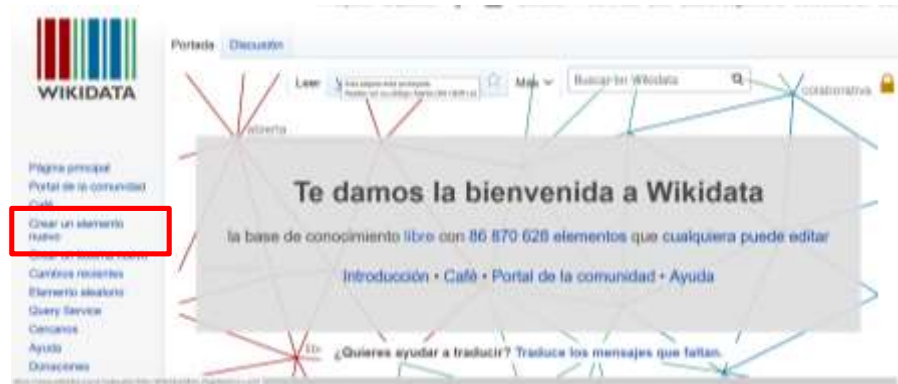 WIKIDATA
Portada Discusión
Leer Más
Buscar en Wikidata
colaborativa
abierta
Página principal
Portal de la comunidad
Café
Crear un elemento
nuevo
Cambios recientes
Elemento aleatorio
Query Service
Cercanos
Ayuda
Donaciones
Te damos la bienvenida a Wikidata
la base de conocimiento libre con 86 870 628 elementos que cualquiera puede editar
Introducción • Café • Portal de la comunidad • Ayuda
¿Quieres ayudar a traducir? Traduce los mensajes que faltan.